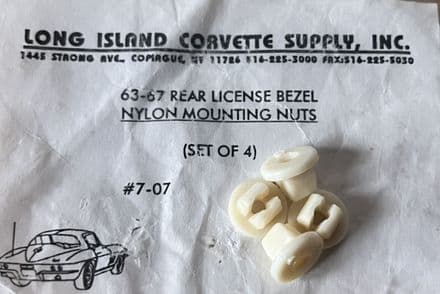 LONG ISLAND CORVETTE SUPPLY, INC.
1445 STRONG AVE., COPIAGUE, NY 11726 516-225-3000 FAX:516-225-5030
63-67 REAR LICENSE BEZEL
NYLON MOUNTING NUTS
(SET OF 4)
#7-07